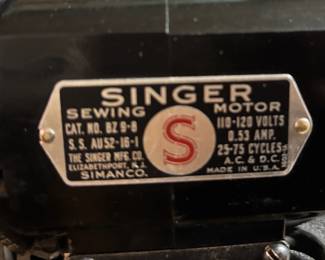 SINGER
SEWING MOTOR
CAT. NO. BZ 9-8 110-120 VOLTS
S.S. AU52-16-1 0.53 AMP.
THE SINGER MFG. CO. 25-75 CYCLES
ELIZABETHPORT, N.J. A.C. & D.C.
SIMANCO. MADE IN U.S.A.
S